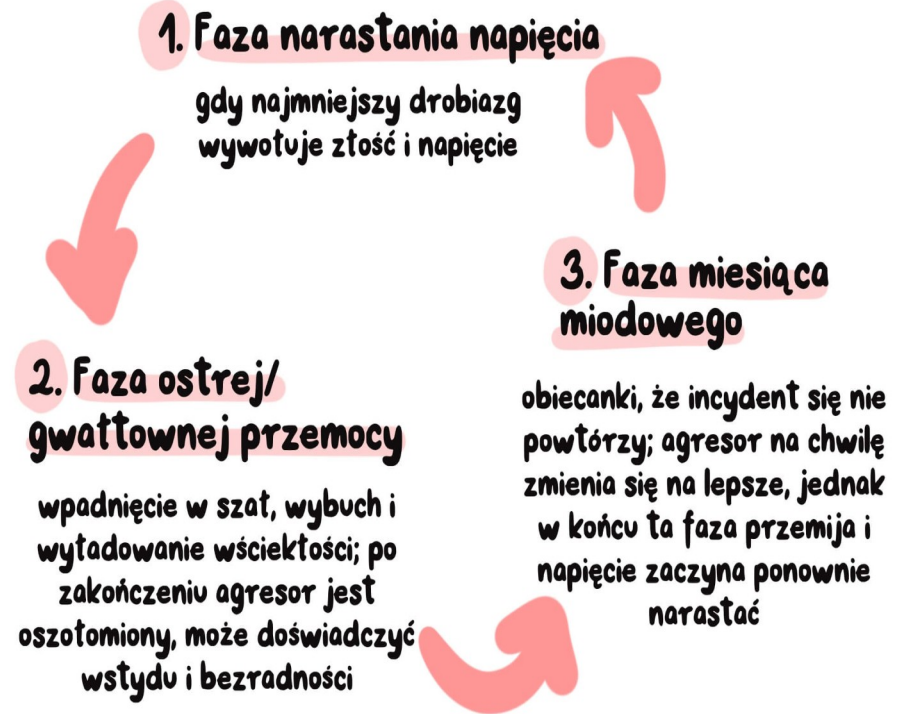 1. Faza narastania napięcia
gdy najmniejszy drobiazg
wywołuje złość i napięcie
2. Faza ostrej/
gwałtownej przemocy
wpadnięcie w szał, wybuch i
wyładowanie wściekłości; po
zakończeniu agresor jest
oszołomiony, może doświadczyć
wstydu i bezradności
3. Faza miesiąca
miodowego
obiecanki, że incydent się nie
powtórzy; agresor na chwilę
zmienia się na lepsze, jednak
w końcu ta faza przemija i
napięcie zaczyna ponownie
narastać